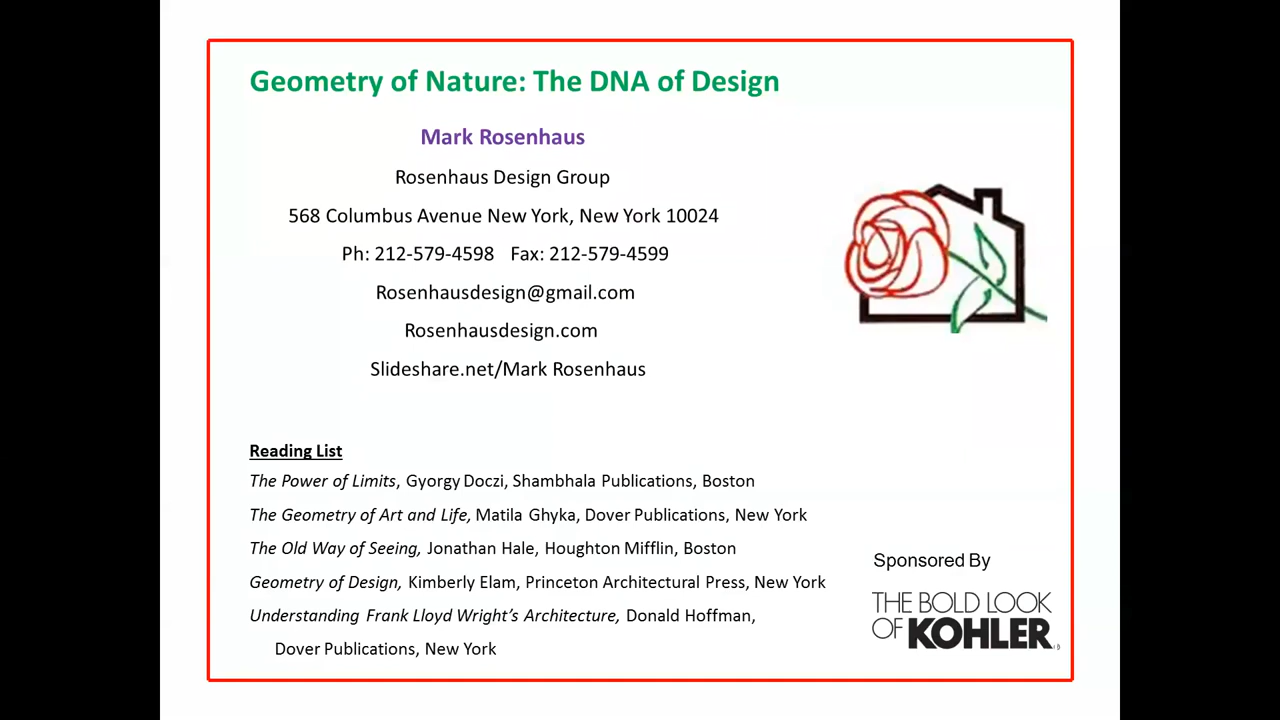 Geometry of Nature: The DNA of Design
Mark Rosenhaus
Rosenhaus Design Group
568 Columbus Avenue New York, New York 10024
Ph: 212-579-4598 Fax: 212-579-4599
Rosenhausdesign@gmail.com
Rosenhausdesign.com
Slideshare.net/Mark Rosenhaus
Reading List
The Power of Limits, Gyorgy Doczi, Shambhala Publications, Boston
The Geometry of Art and Life, Matila Ghyka, Dover Publications, New York
The Old Way of Seeing, Jonathan Hale, Houghton Mifflin, Boston
Geometry of Design, Kimberly Elam, Princeton Architectural Press, New York
Understanding Frank Lloyd Wright’s Architecture, Donald Hoffman,
Dover Publications, New York
Sponsored By
THE BOLD LOOK
OF KOHLER